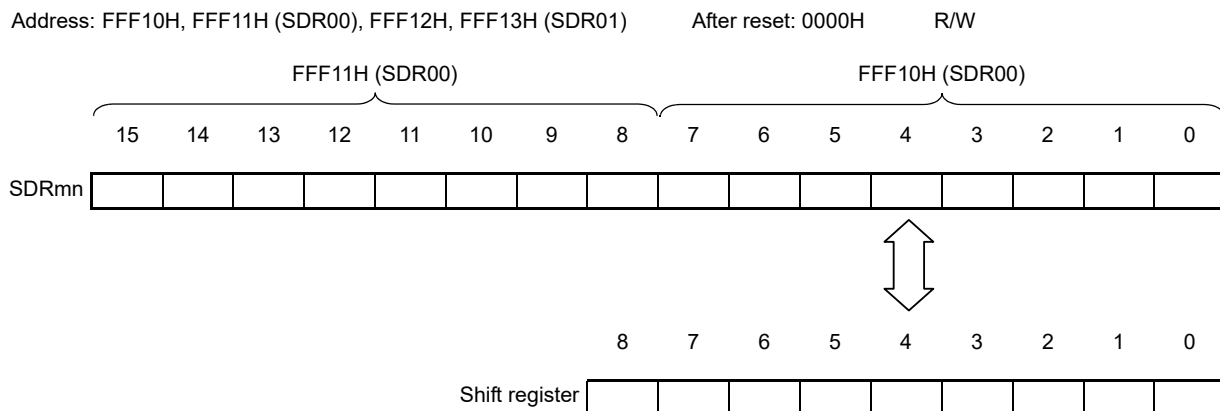 Address: FFF10H, FFF11H (SDR00), FFF12H, FFF13H (SDR01) After reset: 0000H R/W
FFF11H (SDR00) FFF10H (SDR00)
15 14 13 12 11 10 9 8 7 6 5 4 3 2 1 0
SDRmn
8 7 6 5 4 3 2 1 0
Shift register